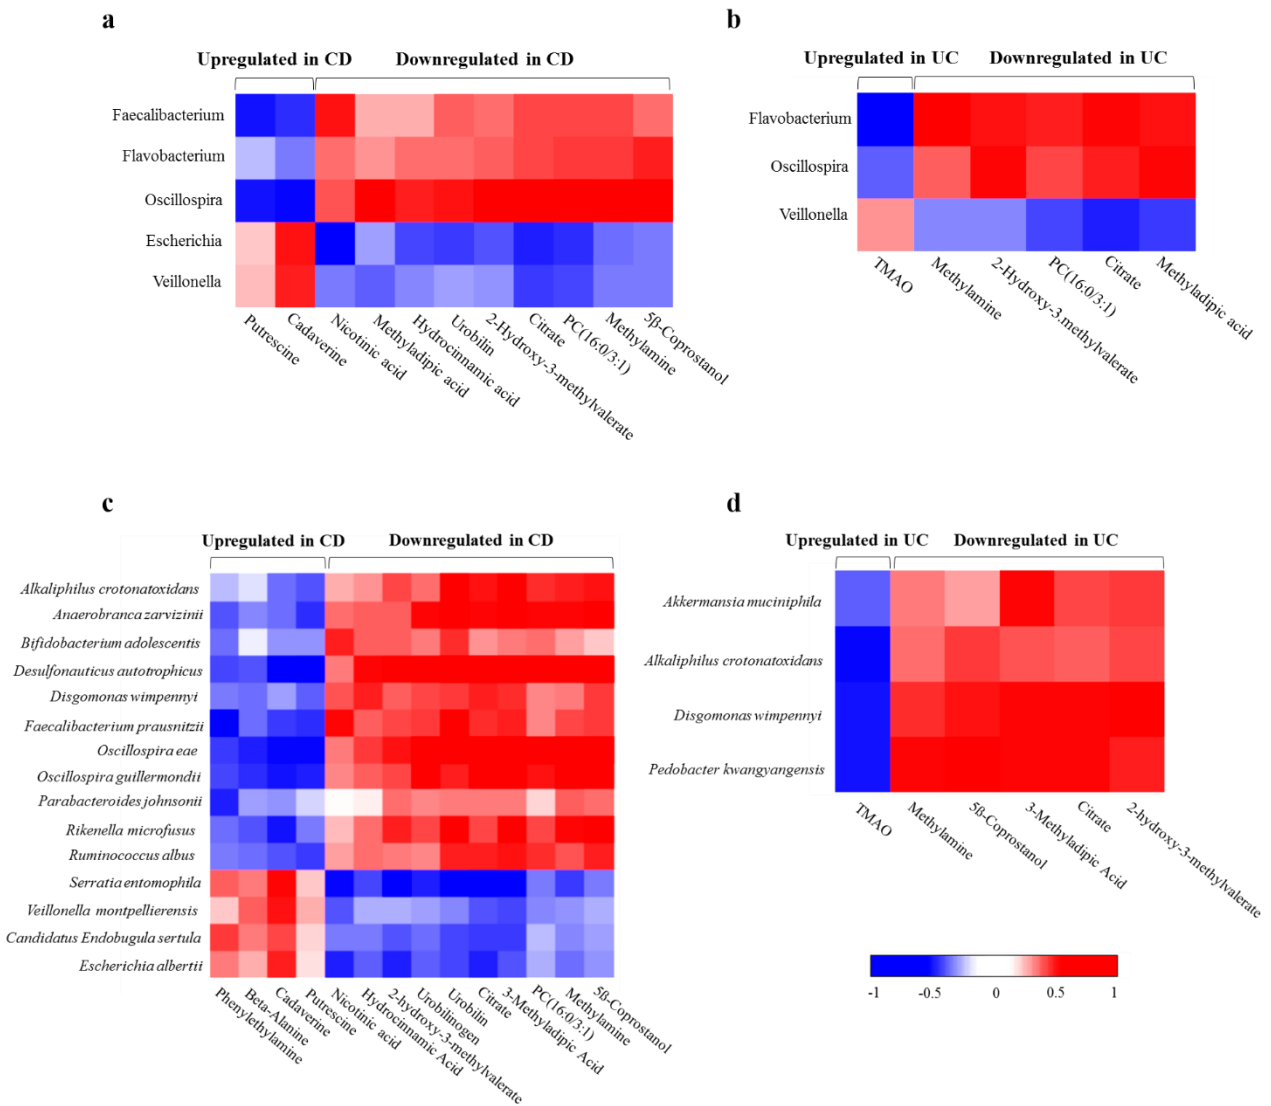 a
Upregulated in CD
Downregulated in CD
Faecalibacterium
Flavobacterium
Oscillospira
Escherichia
Veillonella
Putrescine
Cadaverine
Nicotinic acid
Methyladipic acid
Hydrocinnamic acid
Urobilin
2-Hydroxy-3-methylvalerate
Citrate
PC(16:0/3:1)
Methylamine
5β-Coprostanol
b
Upregulated in UC
Downregulated in UC
Flavobacterium
Oscillospira
Veillonella
TMAO
Methylamine
2-Hydroxy-3.methylvalerate
PC(16:0/3:1)
Citrate
Methyladipic acid
c
Upregulated in CD
Downregulated in CD
Alkaliphilus crotonatoxidans
Anaerobranca zarvizinii
Bifidobacterium adolescentis
Desulfonauticus autotrophicus
Disgomonas wimpennyi
Faecalibacterium prausnitzii
Oscillospira eae
Oscillospira guillermondii
Parabacteroides johnsonii
Rikenella microfusus
Ruminococcus albus
Serratia entomophila
Veillonella montpellierensis
Candidatus Endobugula sertula
Escherichia albertii
Phenylethylamine
Beta-Alanine
Cadaverine
Putrescine
Nicotinic acid
Hydrocinnamic Acid
2-hydroxy-3-methylvalerate
Urobilinogen
Urobilin
Citrate
3-Methyladipic Acid
PC(16:0/3:1)
Methylamine
5ß-Coprostanol
d
Upregulated in UC
Downregulated in UC
Akkermansia muciniphila
Alkaliphilus crotonatoxidans
Disgomonas wimpennyi
Pedobacter kwangyangensis
TMAO
Methylamine
5ß-Coprostanol
3-Methyladipic Acid
Citrate
2-hydroxy-3-methylvalerate
-1 -0.5 0 0.5 1